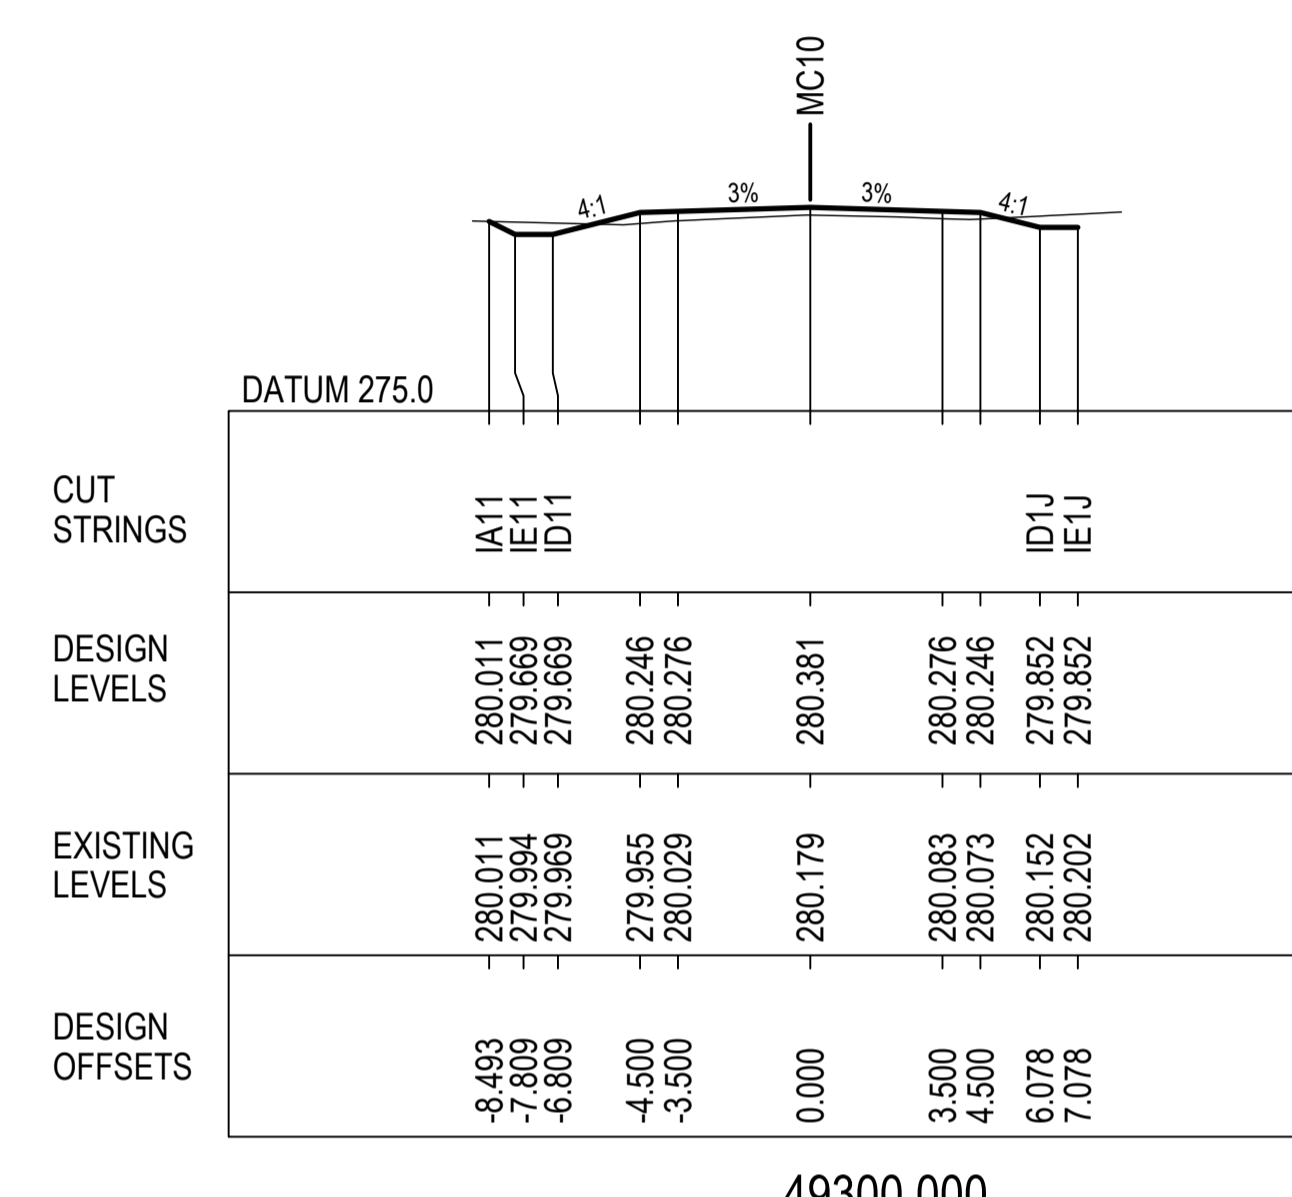 MC10
4:1
3%
3%
4:1
DATUM 275.0
CUT
STRINGS
IA11
IE11
ID11
ID1J
IE1J
DESIGN
LEVELS
280.011
279.669
279.669
280.246
280.276
280.381
280.276
280.246
279.852
279.852
EXISTING
LEVELS
280.011
279.994
279.969
279.955
280.029
280.179
280.083
280.073
280.152
280.202
DESIGN
OFFSETS
-8.493
-7.809
-6.809
-4.500
-3.500
0.000
3.500
4.500
6.078
7.078
49300.000